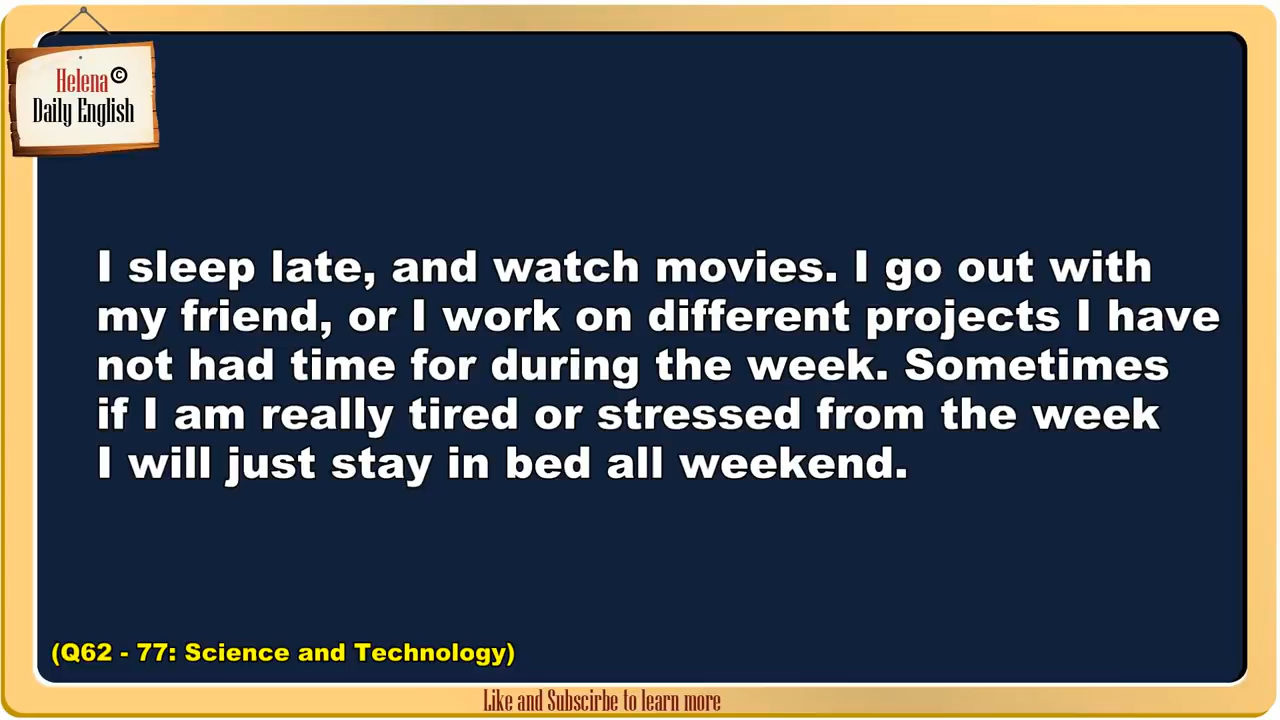 Helena ©
Daily English
I sleep late, and watch movies. I go out with
my friend, or I work on different projects I have
not had time for during the week. Sometimes
if I am really tired or stressed from the week
I will just stay in bed all weekend.
(Q62 - 77: Science and Technology)
Like and Subscirbe to learn more